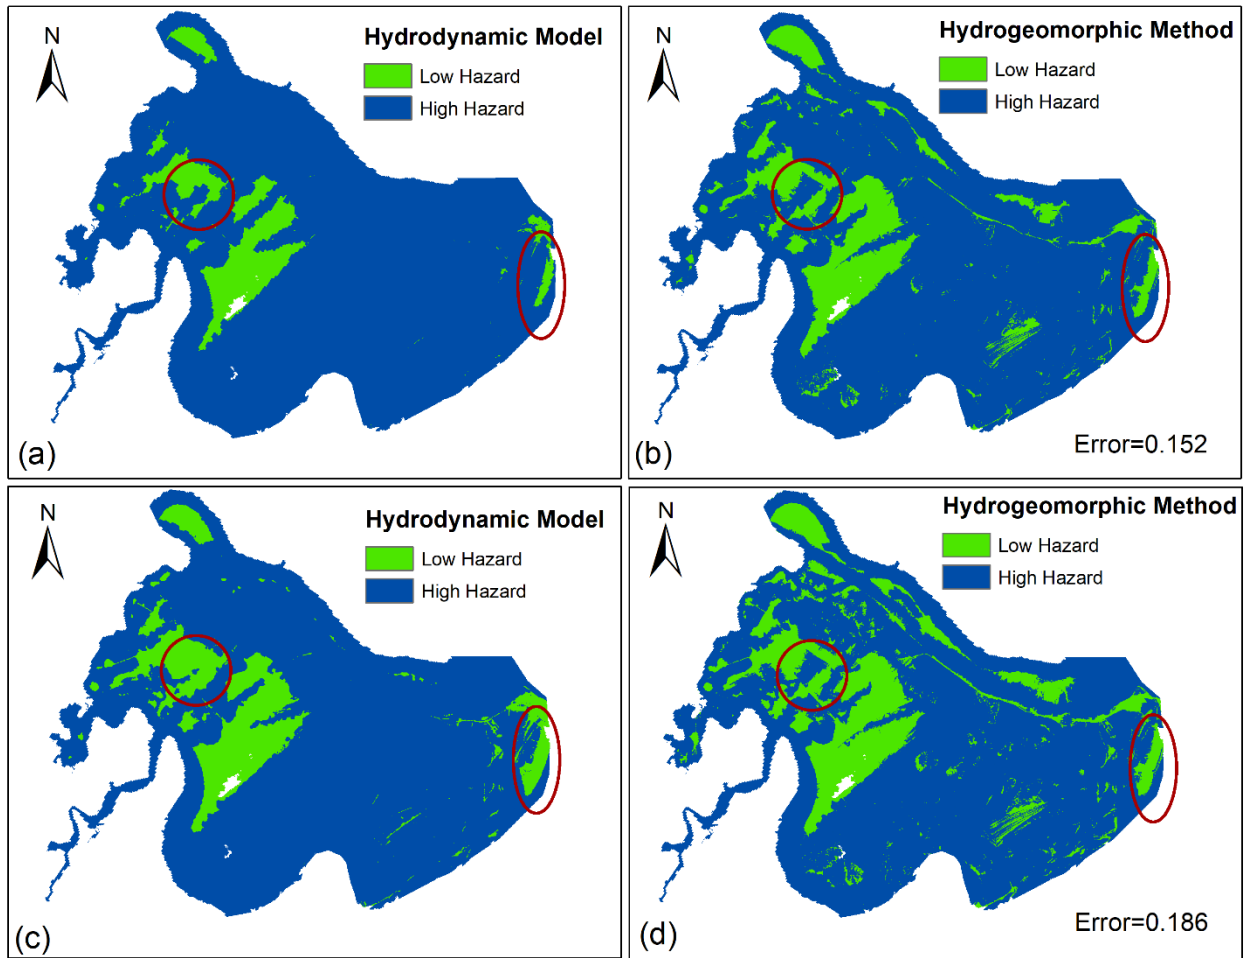 N
Hydrodynamic Model
Low Hazard
High Hazard
(a)
N
Hydrogeomorphic Method
Low Hazard
High Hazard
(b)
Error=0.152
N
Hydrodynamic Model
Low Hazard
High Hazard
(c)
N
Hydrogeomorphic Method
Low Hazard
High Hazard
(d)
Error=0.186